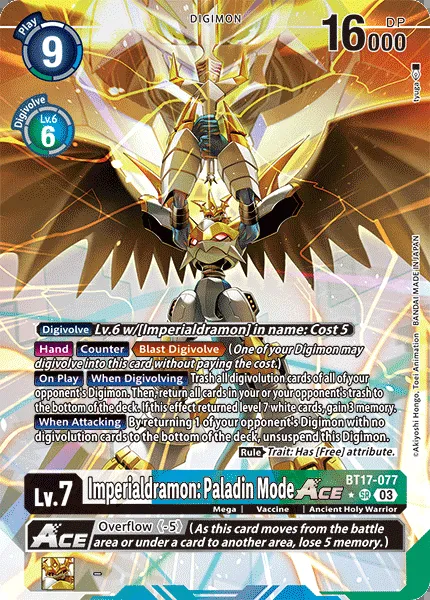 DIGIMON
Play
9
DP
16000
Digivolve
Lv.6
6
Iyuga
©Akiyoshi Hongo, Toei Animation BANDAI MADE IN JAPAN
Digivolve Lv.6 w/[Imperialdramon] in name: Cost 5
Hand Counter Blast Digivolve (One of your Digimon may
digivolve into this card without paying the cost.)
On Play When Digivolving Trash all digivolution cards of all of your
opponent's Digimon. Then, return all cards in your or your opponent's trash to
the bottom of the deck. If this effect returned level 7 white cards, gain 3 memory.
When Attacking By returning 1 of your opponent's Digimon with no
digivolution cards to the bottom of the deck, unsuspend this Digimon.
Rule Trait: Has [Free] attribute.
Lv.7
Imperialdramon: Paladin Mode ACE
BT17-077
SR 03
Mega | Vaccine | Ancient Holy Warrior
ACE
Overflow《-5》(As this card moves from the battle
area or under a card to another area, lose 5 memory.)
-